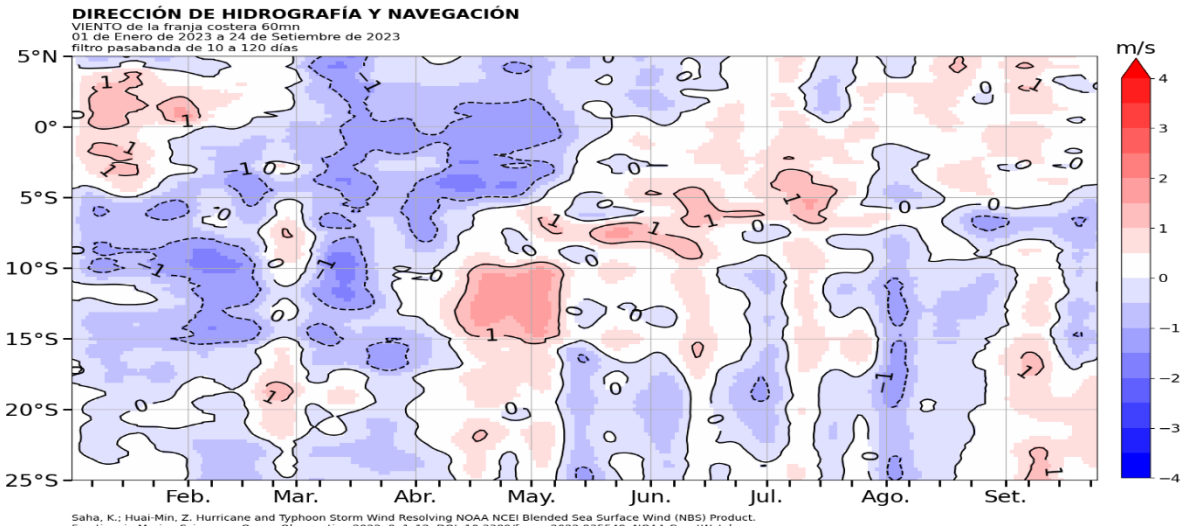 DIRECCIÓN DE HIDROGRAFÍA Y NAVEGACIÓN
VIENTO de la franja costera 60mn
01 de Enero de 2023 a 24 de Setiembre de 2023
filtro pasabanda de 10 a 120 días
m/s
5°N
0°
5°S
10°S
15°S
20°S
25°S
4
3
2
1
0
−1
−2
−3
−4
Feb.
Mar.
Abr.
May.
Jun.
Jul.
Ago.
Set.
Saha, K.; Huai-Min, Z. Hurricane and Typhoon Storm Wind Resolving NOAA NCEI Blended Sea Surface Wind (NBS) Product.